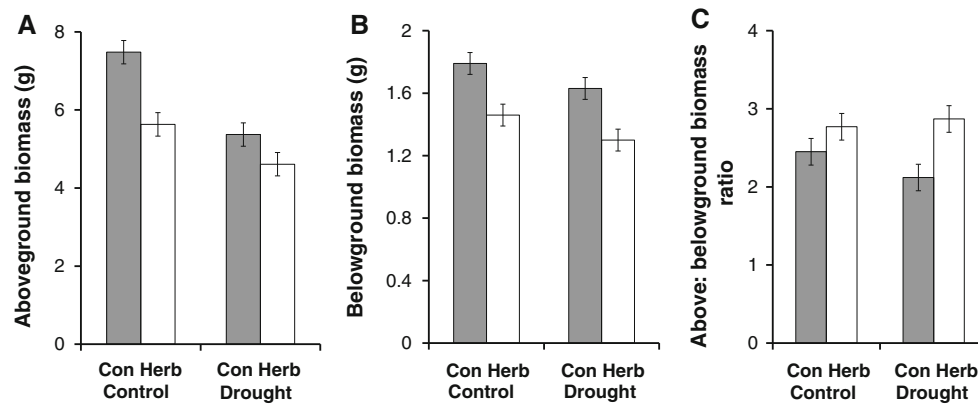 A
Aboveground biomass (g)
8
6
4
2
0
Con Herb
Control
Con Herb
Drought
B
Belowground biomass (g)
2
1.6
1.2
0.8
0.4
0
Con Herb
Control
Con Herb
Drought
C
Above: belowground biomass
ratio
4
3
2
1
0
Con Herb
Control
Con Herb
Drought